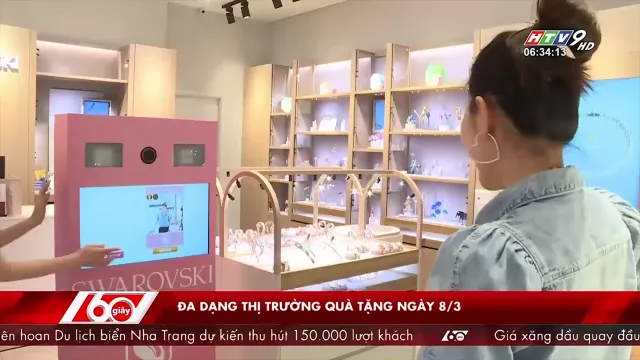 HTV9 HD
06:34:13
SWAROVSKI
60 giây
ĐA DẠNG THỊ TRƯỜNG QUÀ TẶNG NGÀY 8/3
ên hoan Du lịch biển Nha Trang dự kiến thu hút 150.000 lượt khách
Giá xăng dầu quay đầ